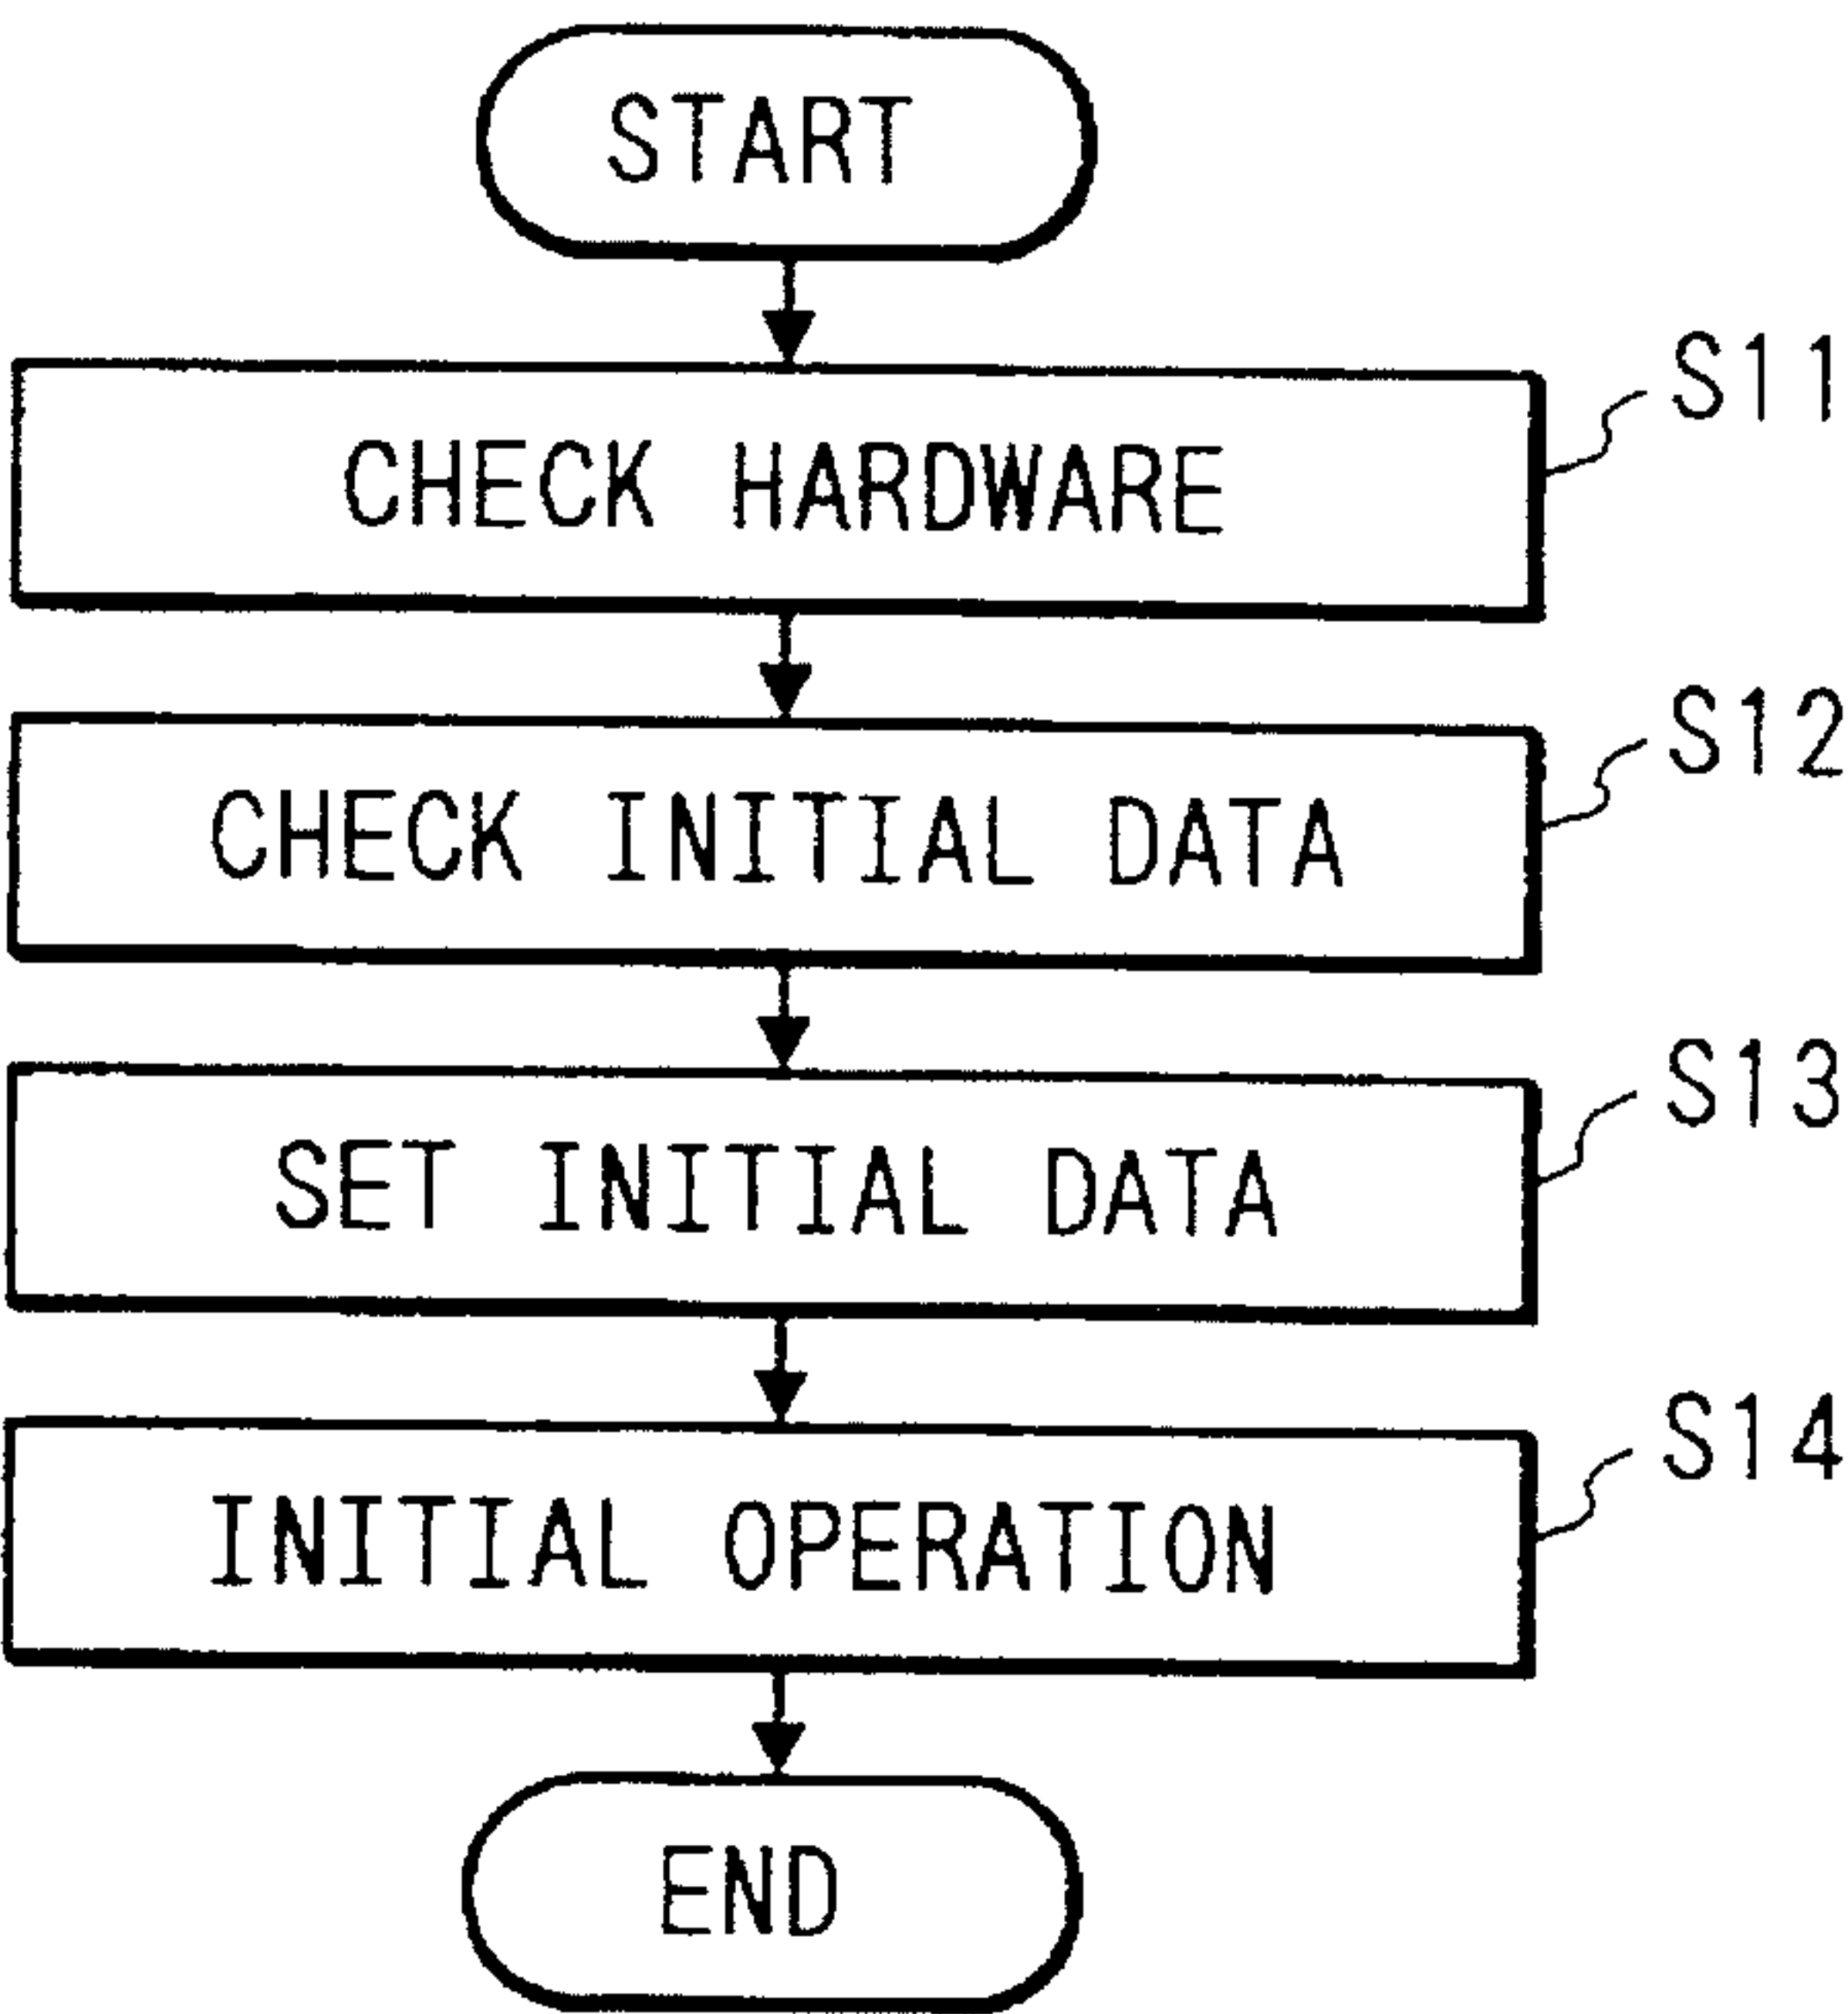 START
S11
CHECK HARDWARE
S12
CHECK INITIAL DATA
S13
SET INITIAL DATA
S14
INITIAL OPERATION
END